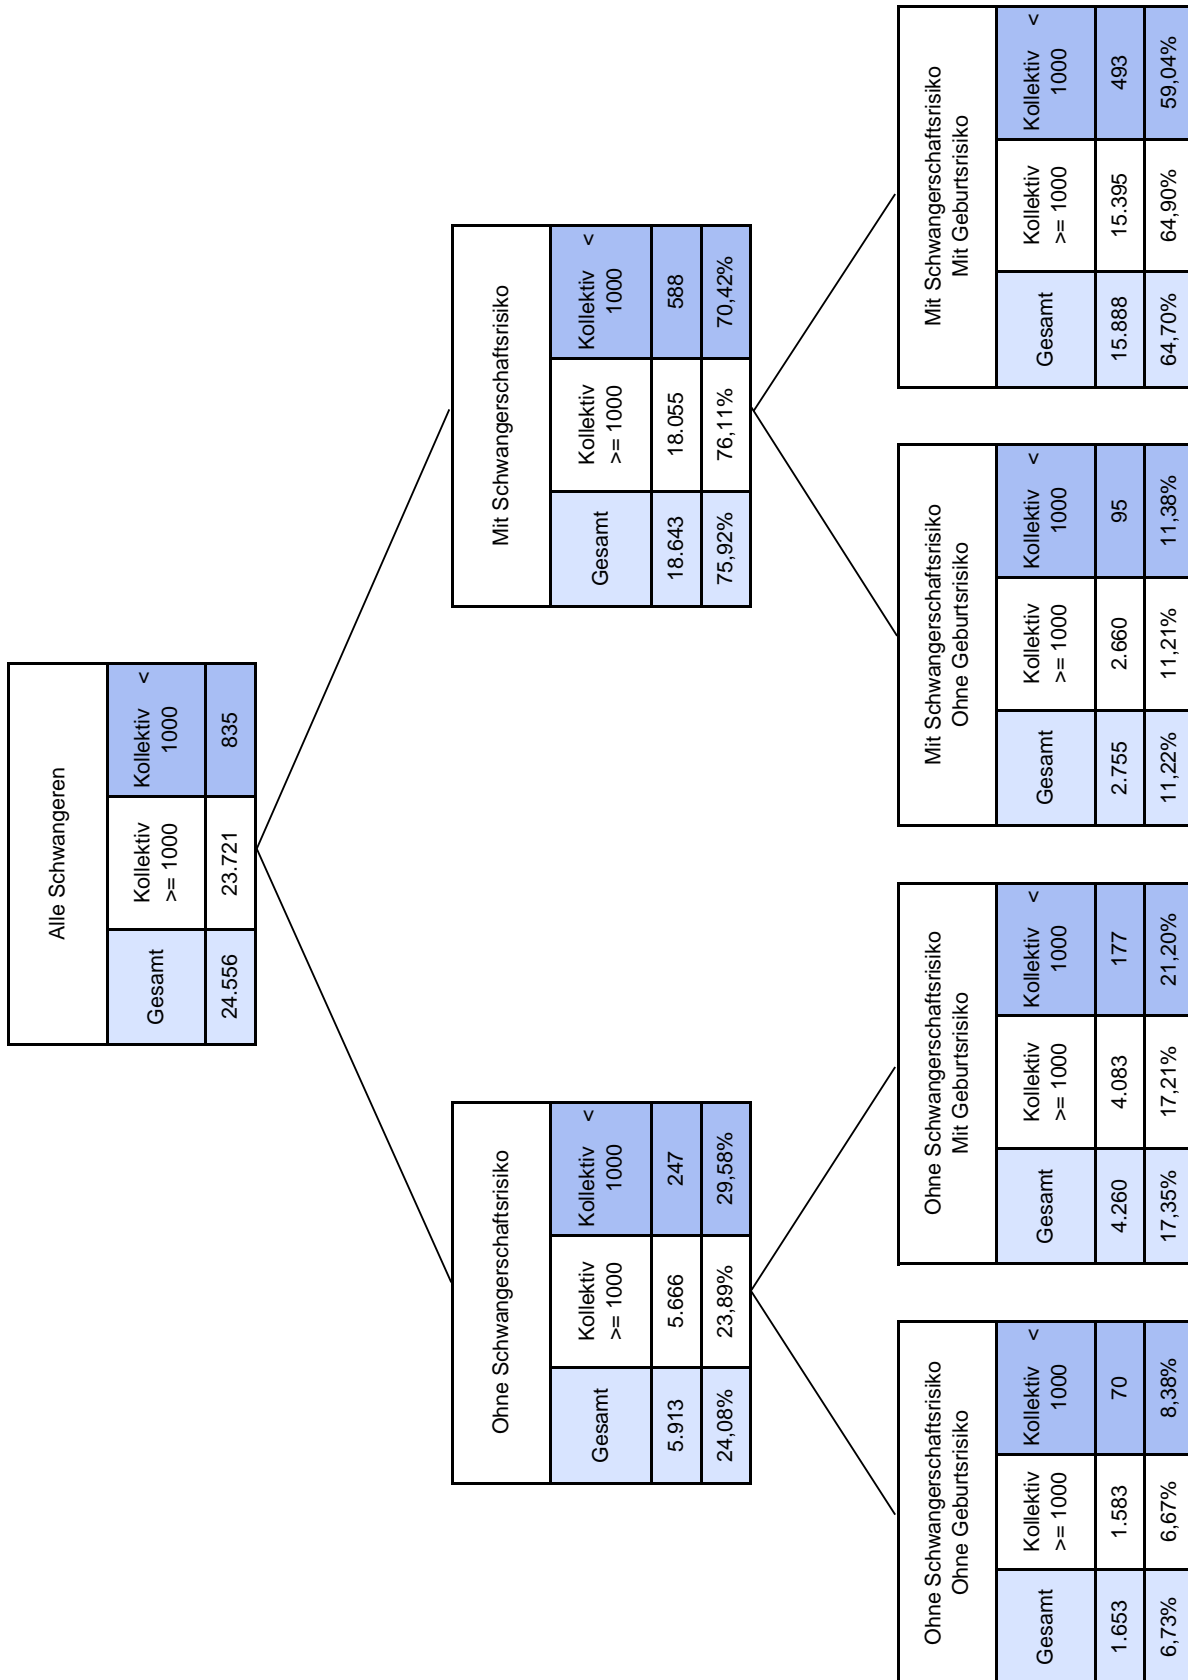 Alle Schwangeren
Gesamt Kollektiv >= 1000 Kollektiv < 1000
24.556 23.721 835
Ohne Schwangerschaftsrisiko
Gesamt Kollektiv >= 1000 Kollektiv < 1000
5.913 5.666 247
24,08% 23,89% 29,58%
Mit Schwangerschaftsrisiko
Gesamt Kollektiv >= 1000 Kollektiv < 1000
18.643 18.055 588
75,92% 76,11% 70,42%
Ohne Schwangerschaftsrisiko
Ohne Geburtsrisiko
Gesamt Kollektiv >= 1000 Kollektiv < 1000
1.653 1.583 70
6,73% 6,67% 8,38%
Ohne Schwangerschaftsrisiko
Mit Geburtsrisiko
Gesamt Kollektiv >= 1000 Kollektiv < 1000
4.260 4.083 177
17,35% 17,21% 21,20%
Mit Schwangerschaftsrisiko
Ohne Geburtsrisiko
Gesamt Kollektiv >= 1000 Kollektiv < 1000
2.755 2.660 95
11,22% 11,21% 11,38%
Mit Schwangerschaftsrisiko
Mit Geburtsrisiko
Gesamt Kollektiv >= 1000 Kollektiv < 1000
15.888 15.395 493
64,70% 64,90% 59,04%